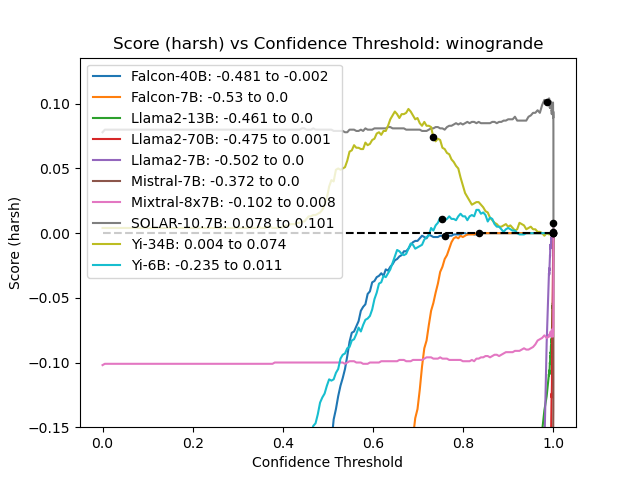 Score (harsh) vs Confidence Threshold: winogrande
Falcon-40B: -0.481 to -0.002
Falcon-7B: -0.53 to 0.0
Llama2-13B: -0.461 to 0.0
Llama2-70B: -0.475 to 0.001
Llama2-7B: -0.502 to 0.0
Mistral-7B: -0.372 to 0.0
Mixtral-8x7B: -0.102 to 0.008
SOLAR-10.7B: 0.078 to 0.101
Yi-34B: 0.004 to 0.074
Yi-6B: -0.235 to 0.011
Score (harsh)
0.10
0.05
0.00
−0.05
−0.10
−0.15
0.0 0.2 0.4 0.6 0.8 1.0
Confidence Threshold